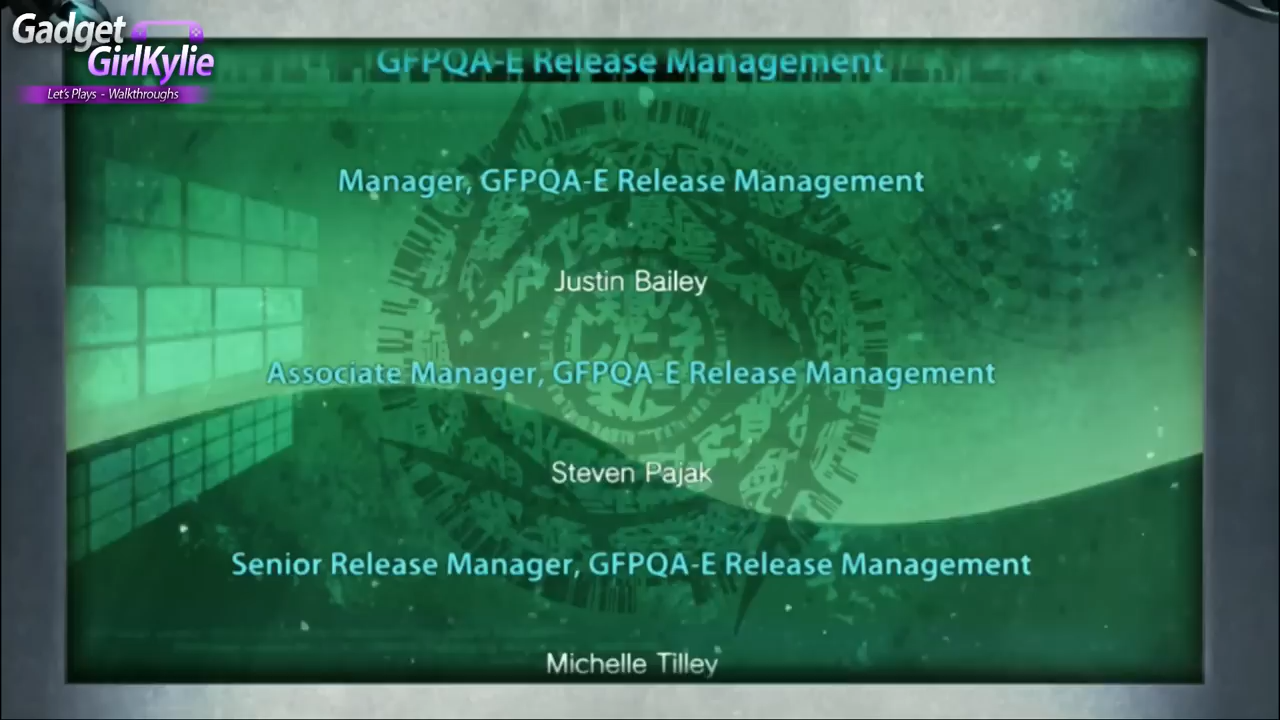 Gadget
GirlKylie
Let's Plays - Walkthroughs
GFPQA-E Release Management
Manager, GFPQA-E Release Management
Justin Bailey
Associate Manager, GFPQA-E Release Management
Steven Pajak
Senior Release Manager, GFPQA-E Release Management
Michelle Tilley